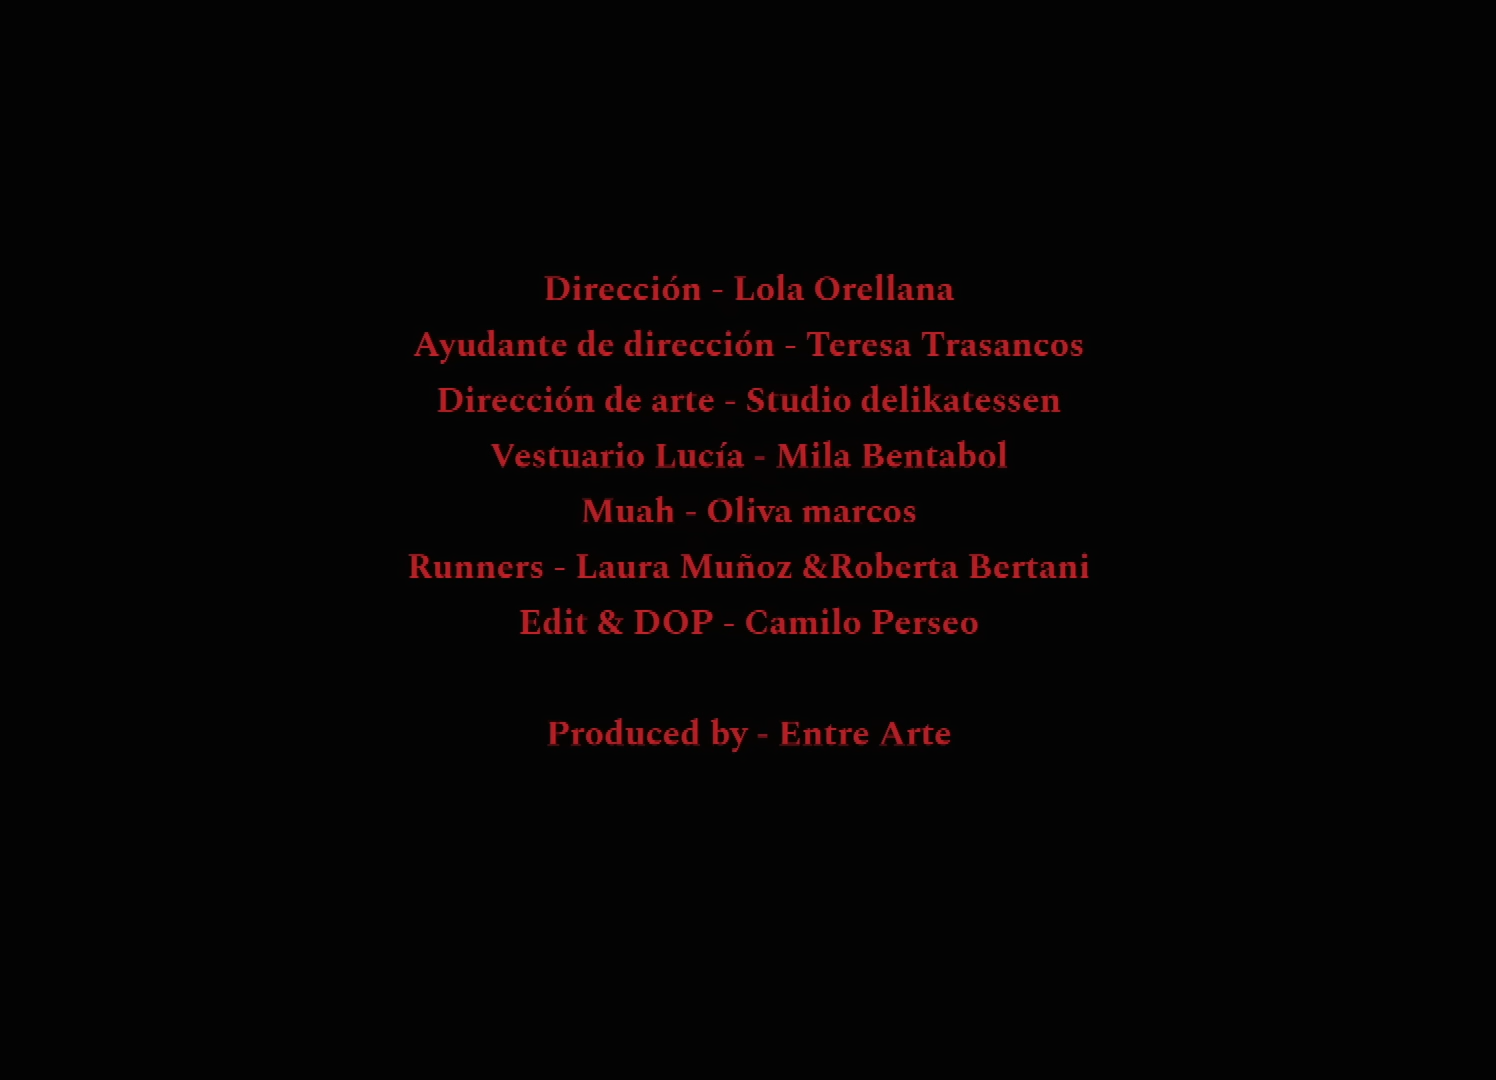 Dirección - Lola Orellana
Ayudante de dirección - Teresa Trasancos
Dirección de arte - Studio delikatessen
Vestuario Lucía - Mila Bentabol
Muah - Oliva marcos
Runners - Laura Muñoz &Roberta Bertani
Edit & DOP - Camilo Perseo
Produced by - Entre Arte